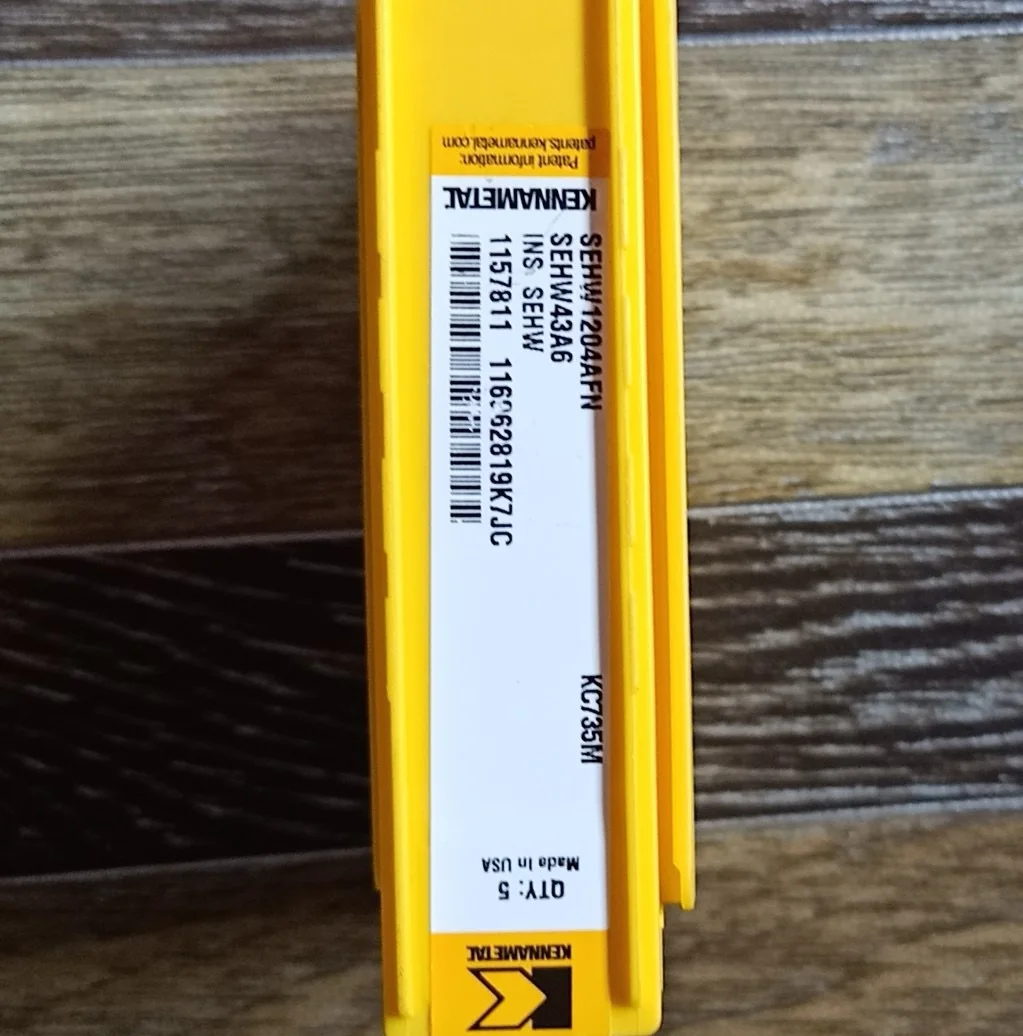 Patent information:
patents.kennametal.com
KENNAMETAL
SEHW1204AFN KC735M
SEHW43A6
INS, SEHW
1157811
QTY: 5
Made In USA
KENNAMETAL